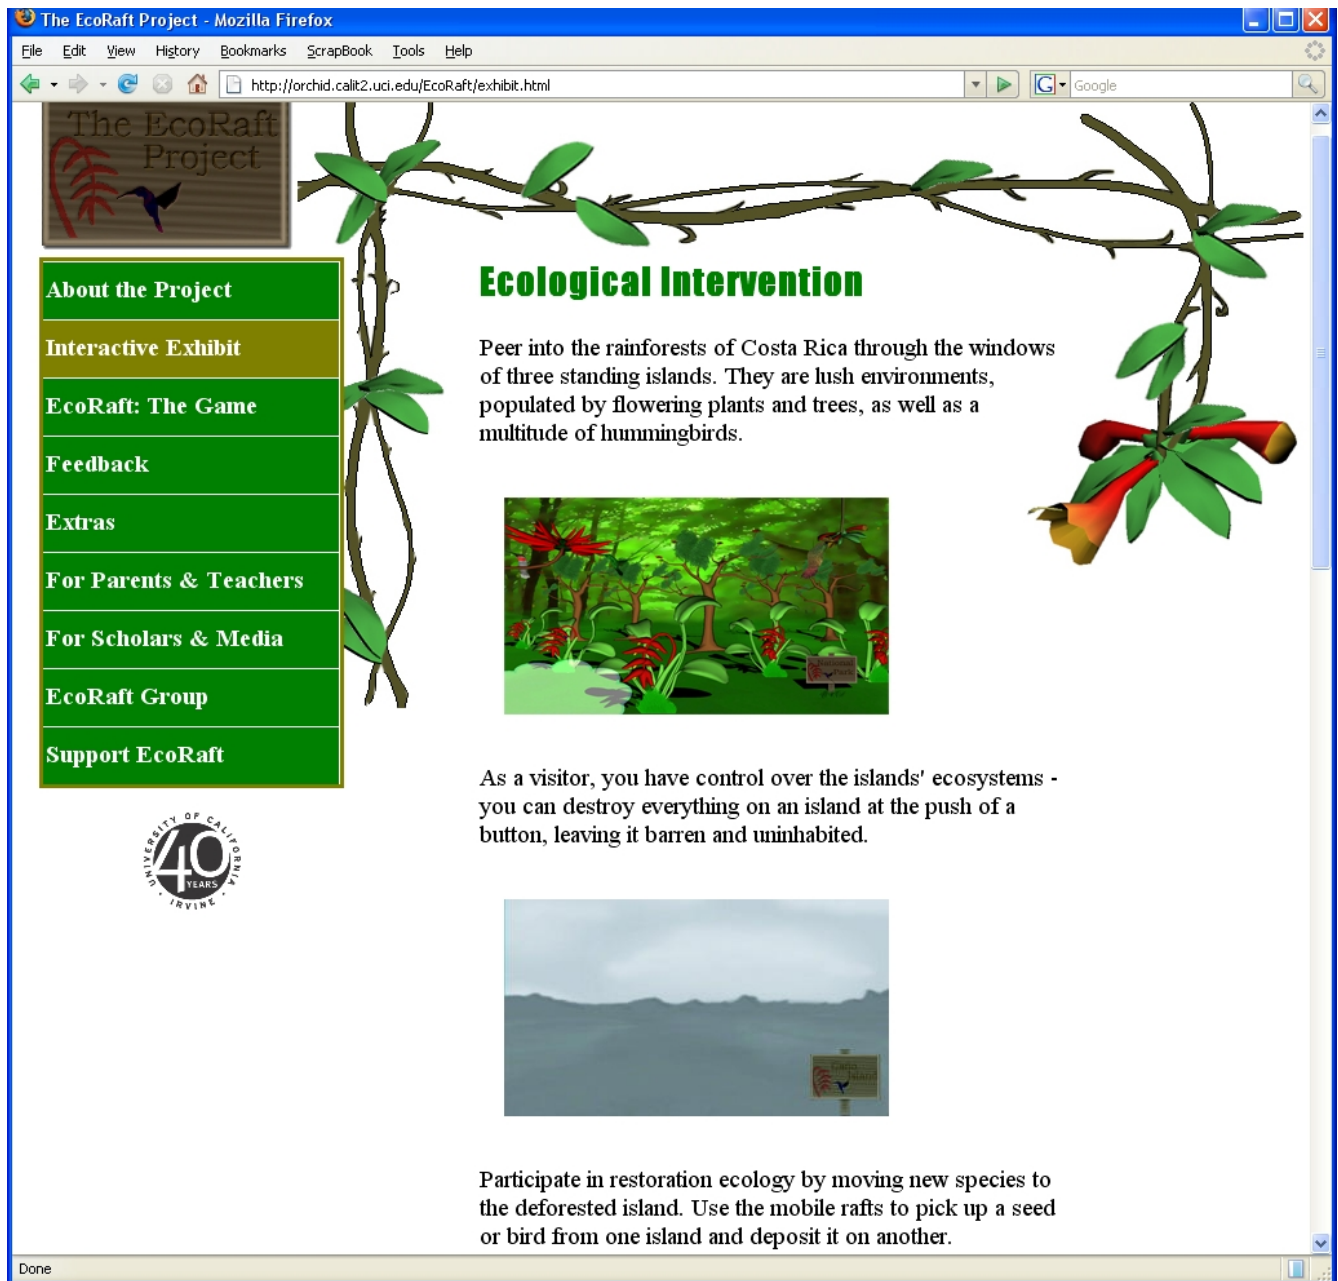 The EcoRaft Project - Mozilla Firefox
File Edit View History Bookmarks ScrapBook Tools Help
http://orchid.calit2.uci.edu/EcoRaft/exhibit.html
Google
The EcoRaft
Project
About the Project
Interactive Exhibit
EcoRaft: The Game
Feedback
Extras
For Parents & Teachers
For Scholars & Media
EcoRaft Group
Support EcoRaft
UNIVERSITY OF CALIFORNIA
40
YEARS
IRVINE
Ecological Intervention
Peer into the rainforests of Costa Rica through the windows
of three standing islands. They are lush environments,
populated by flowering plants and trees, as well as a
multitude of hummingbirds.
National
Park
As a visitor, you have control over the islands' ecosystems -
you can destroy everything on an island at the push of a
button, leaving it barren and uninhabited.
Island
Participate in restoration ecology by moving new species to
the deforested island. Use the mobile rafts to pick up a seed
or bird from one island and deposit it on another.
Done